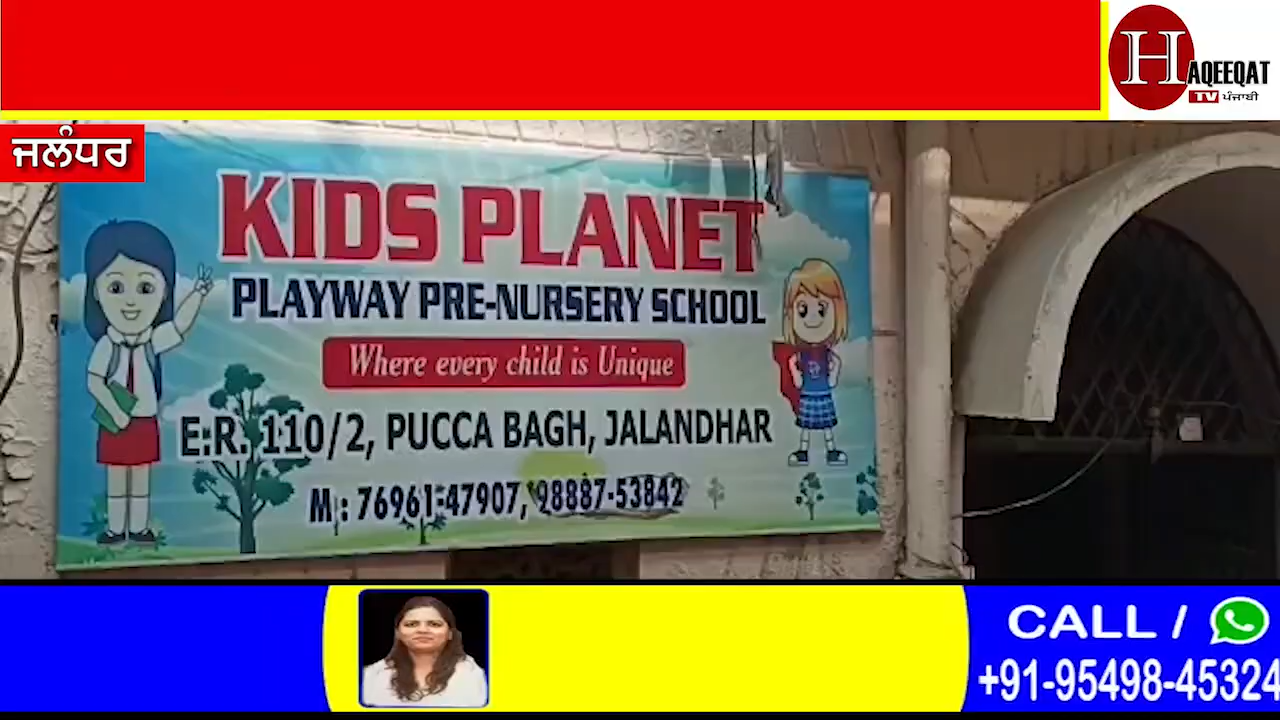 HAQEEQAT
TV ਪੰਜਾਬੀ
ਜਲੰਧਰ
KIDS PLANET
PLAYWAY PRE-NURSERY SCHOOL
Where every child is Unique
E.R. 110/2, PUCCA BAGH, JALANDHAR
M : 76961-47907, 98887-53842
CALL /
+91-95498-45324